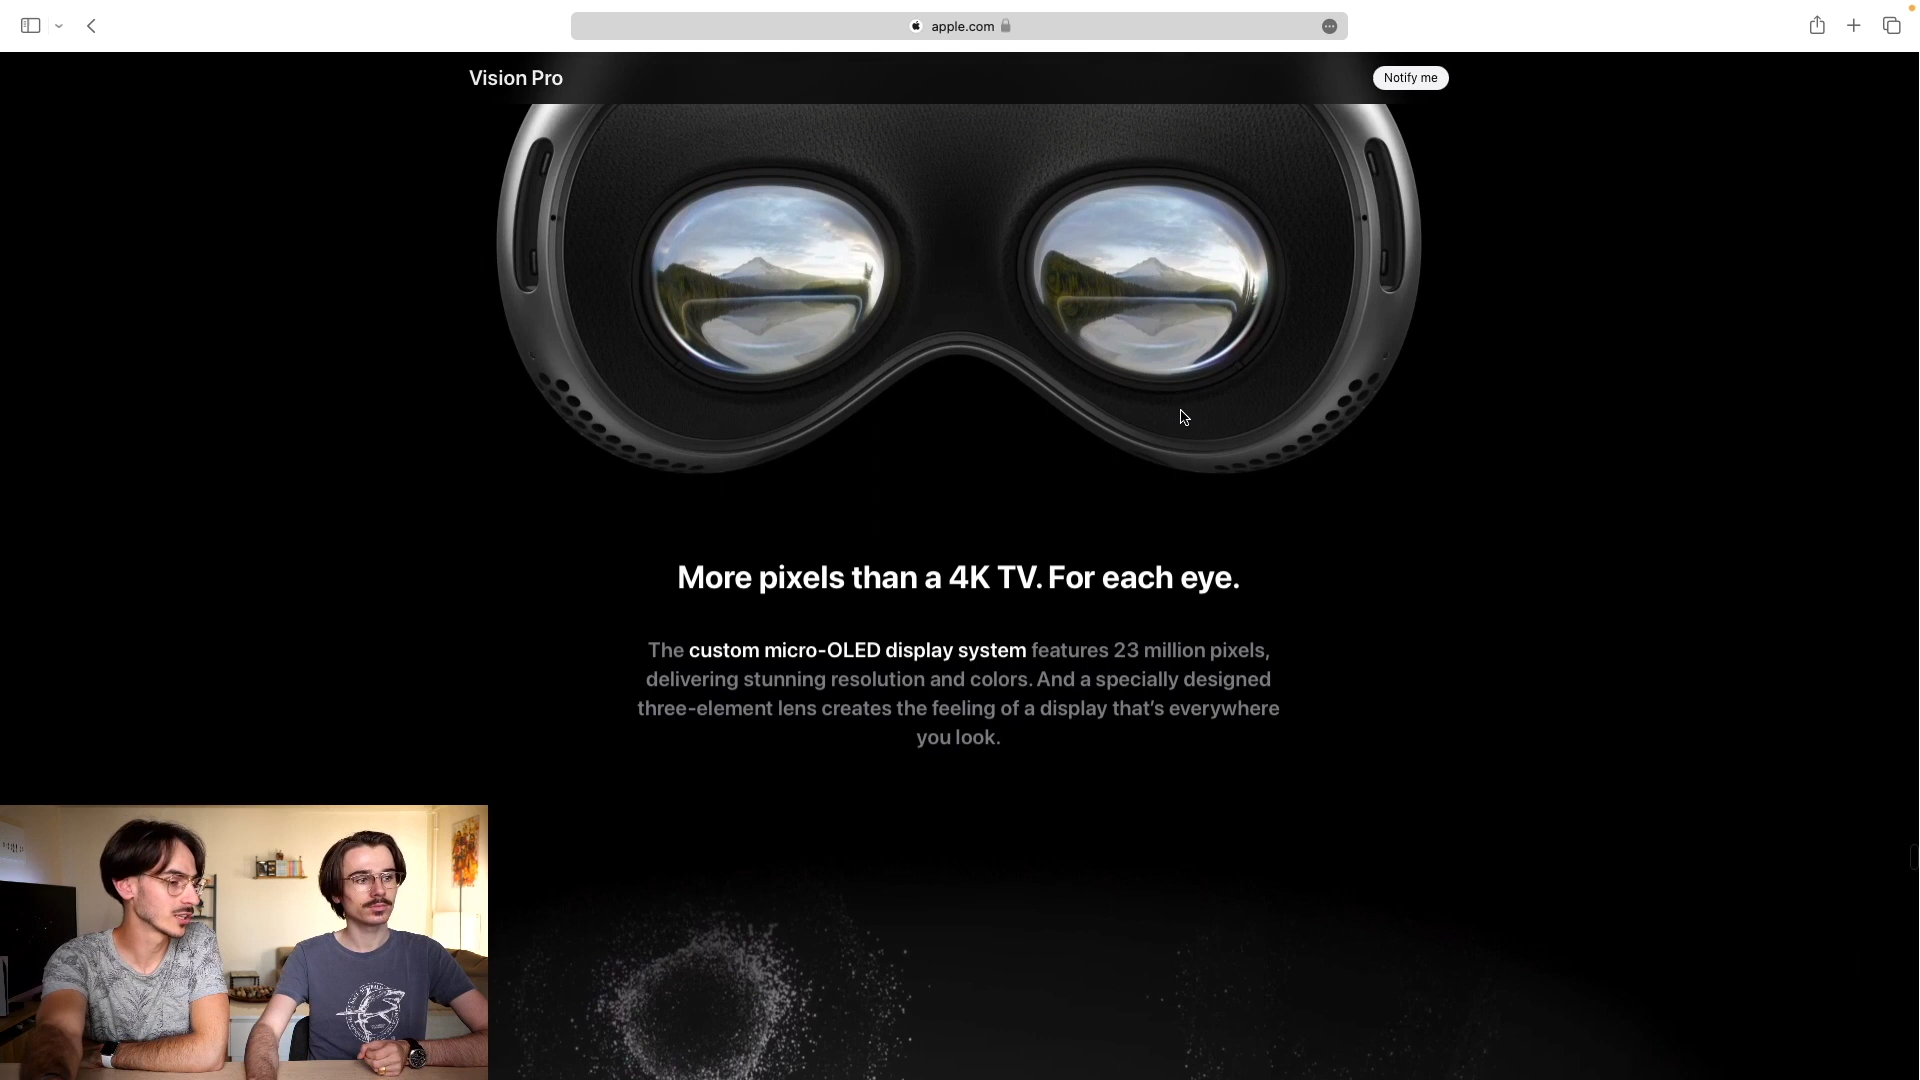 apple.com
Vision Pro
Notify me
More pixels than a 4K TV. For each eye.
The custom micro-OLED display system features 23 million pixels,
delivering stunning resolution and colors. And a specially designed
three-element lens creates the feeling of a display that's everywhere
you look.